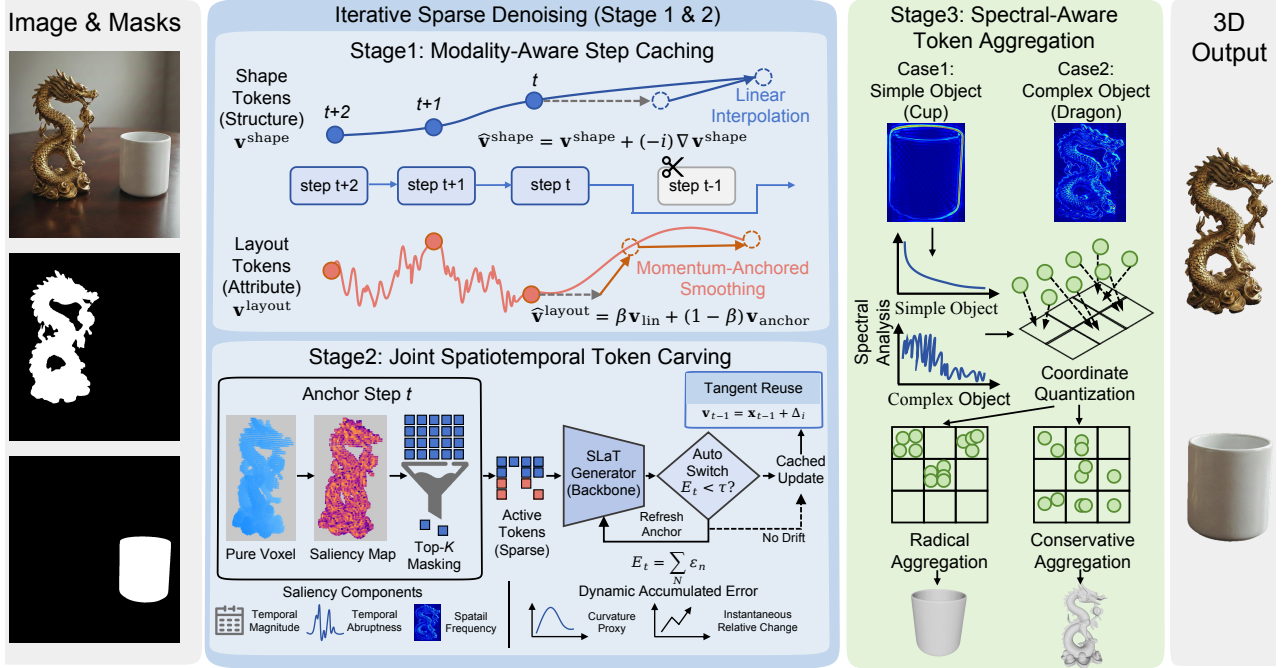 Image & Masks
Iterative Sparse Denoising (Stage 1 & 2)
Stage1: Modality-Aware Step Caching
Shape
Tokens
(Structure)
v^shape
t+2
t+1
t
Linear
Interpolation
v̂^shape = v^shape + (−i) ∇ v^shape
step t+2
step t+1
step t
step t-1
Layout
Tokens
(Attribute)
v^layout
Momentum-Anchored
Smoothing
v̂^layout = βv_lin + (1 − β)v_anchor
Stage2: Joint Spatiotemporal Token Carving
Anchor Step t
Pure Voxel
Saliency Map
Top-K
Masking
Active
Tokens
(Sparse)
SLaT
Generator
(Backbone)
Auto
Switch
E_t < τ?
Refresh
Anchor
Tangent Reuse
v_{t−1} = x_{t−1} + Δ_i
Cached
Update
No Drift
E_t = ∑_N ε_n
Saliency Components
Temporal
Magnitude
Temporal
Abruptness
Spatail
Frequency
Dynamic Accumulated Error
Curvature
Proxy
Instantaneous
Relative Change
Stage3: Spectral-Aware
Token Aggregation
Case1:
Simple Object
(Cup)
Case2:
Complex Object
(Dragon)
Spectral
Analysis
Simple Object
Complex Object
Coordinate
Quantization
Radical
Aggregation
Conservative
Aggregation
3D
Output